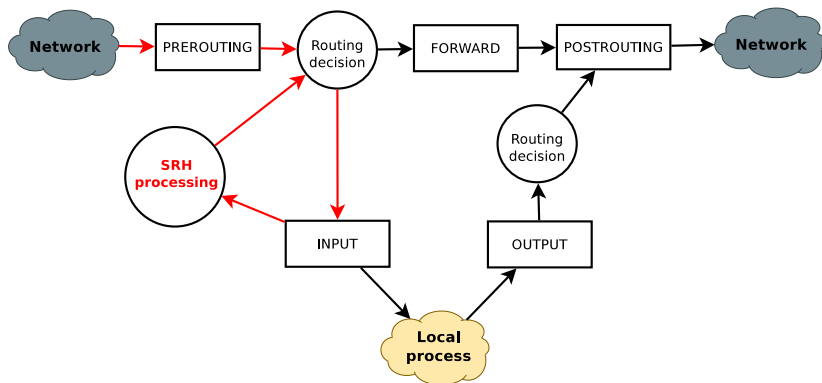 Network
PREROUTING
Routing
decision
FORWARD
POSTROUTING
Network
SRH
processing
Routing
decision
INPUT
OUTPUT
Local
process